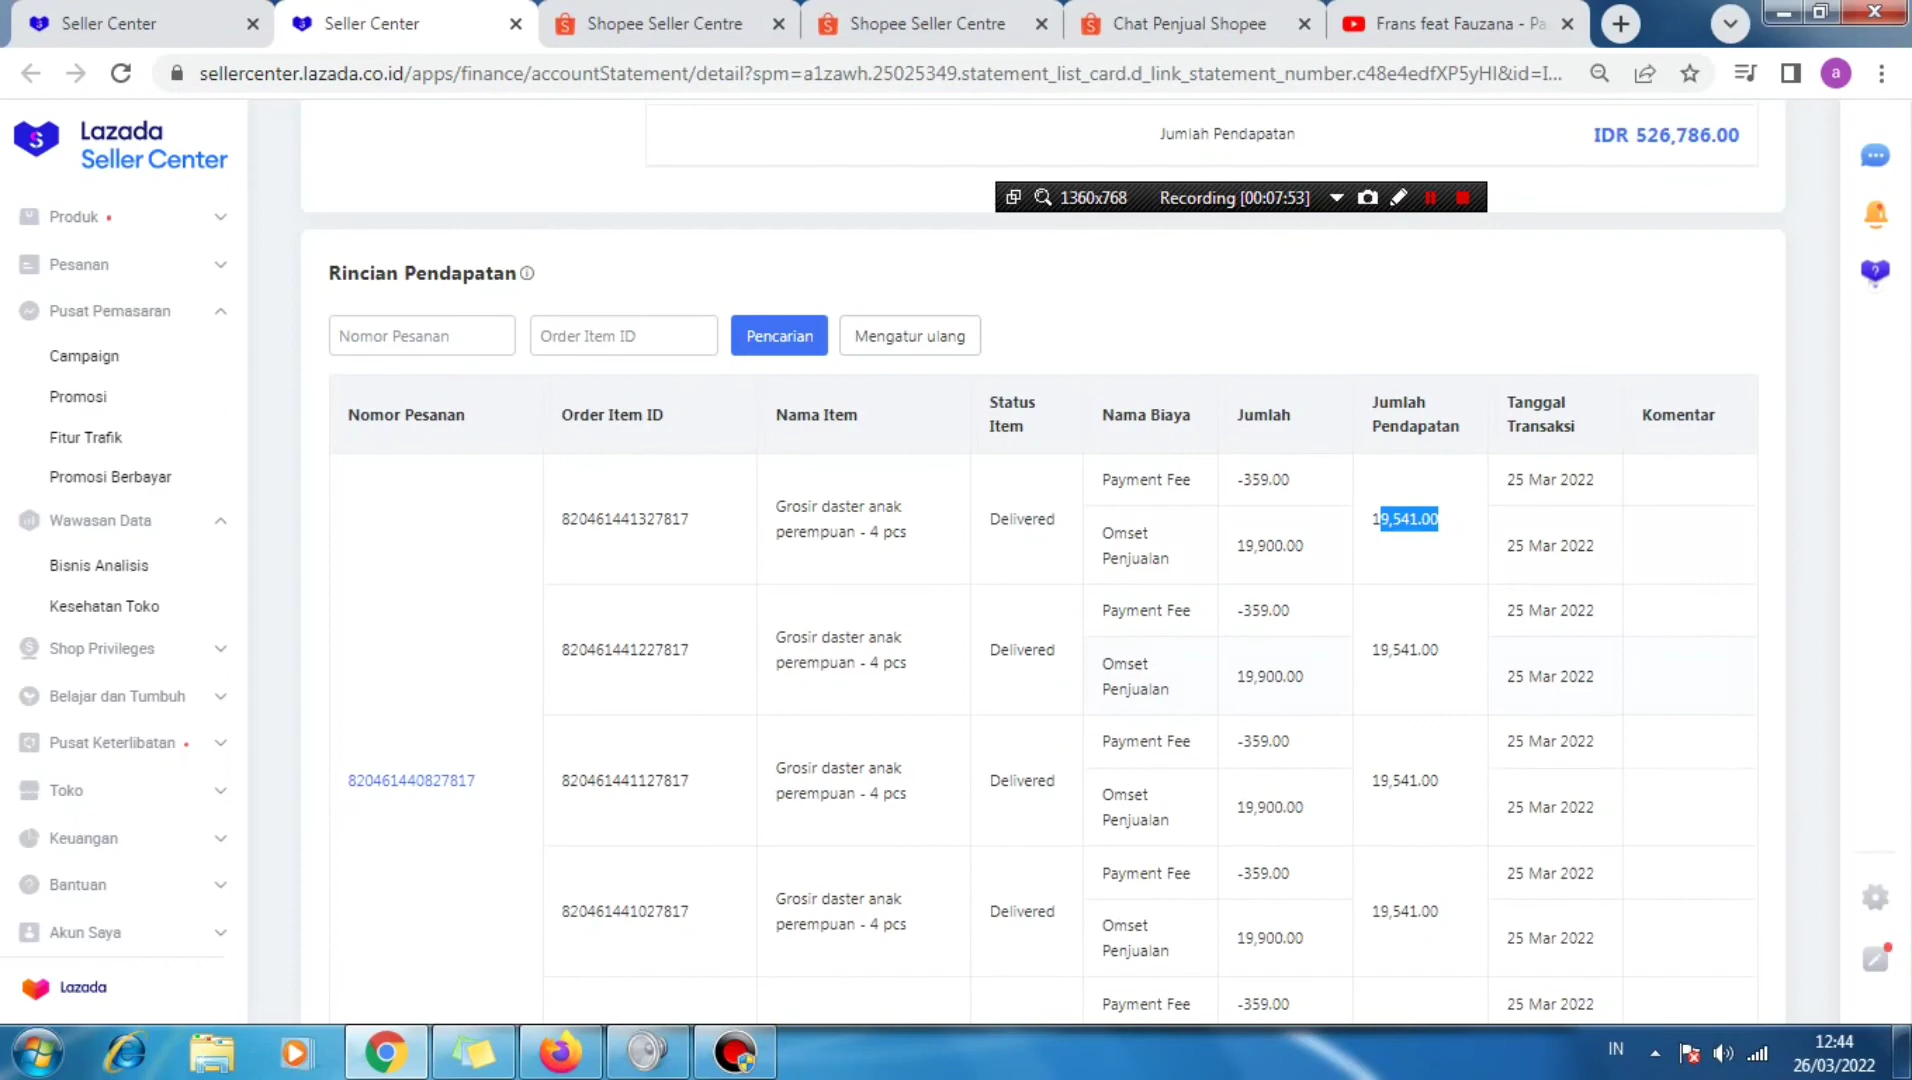 Seller Center
Seller Center
Shopee Seller Centre
Shopee Seller Centre
Chat Penjual Shopee
Frans feat Fauzana - Pa
sellercenter.lazada.co.id/apps/finance/accountStatement/detail?spm=a1zawh.25025349.statement_list_card.d_link_statement_number.c48e4edfXP5yHI&id=I...
a
Lazada
Seller Center
Produk
Pesanan
Pusat Pemasaran
Campaign
Promosi
Fitur Trafik
Promosi Berbayar
Wawasan Data
Bisnis Analisis
Kesehatan Toko
Shop Privileges
Belajar dan Tumbuh
Pusat Keterlibatan
Toko
Keuangan
Bantuan
Akun Saya
Lazada
Jumlah Pendapatan
IDR 526,786.00
1360x768
Recording [00:07:53]
Rincian Pendapatan
Nomor Pesanan
Order Item ID
Pencarian
Mengatur ulang
Nomor Pesanan
Order Item ID
Nama Item
Status
Item
Nama Biaya
Jumlah
Jumlah
Pendapatan
Tanggal
Transaksi
Komentar
820461440827817
820461441327817
Grosir daster anak
perempuan - 4 pcs
Delivered
Payment Fee
-359.00
19,541.00
25 Mar 2022
Omset
Penjualan
19,900.00
25 Mar 2022
820461441227817
Grosir daster anak
perempuan - 4 pcs
Delivered
Payment Fee
-359.00
19,541.00
25 Mar 2022
Omset
Penjualan
19,900.00
25 Mar 2022
820461441127817
Grosir daster anak
perempuan - 4 pcs
Delivered
Payment Fee
-359.00
19,541.00
25 Mar 2022
Omset
Penjualan
19,900.00
25 Mar 2022
820461441027817
Grosir daster anak
perempuan - 4 pcs
Delivered
Payment Fee
-359.00
19,541.00
25 Mar 2022
Omset
Penjualan
19,900.00
25 Mar 2022
Payment Fee
-359.00
25 Mar 2022
IN
12:44
26/03/2022